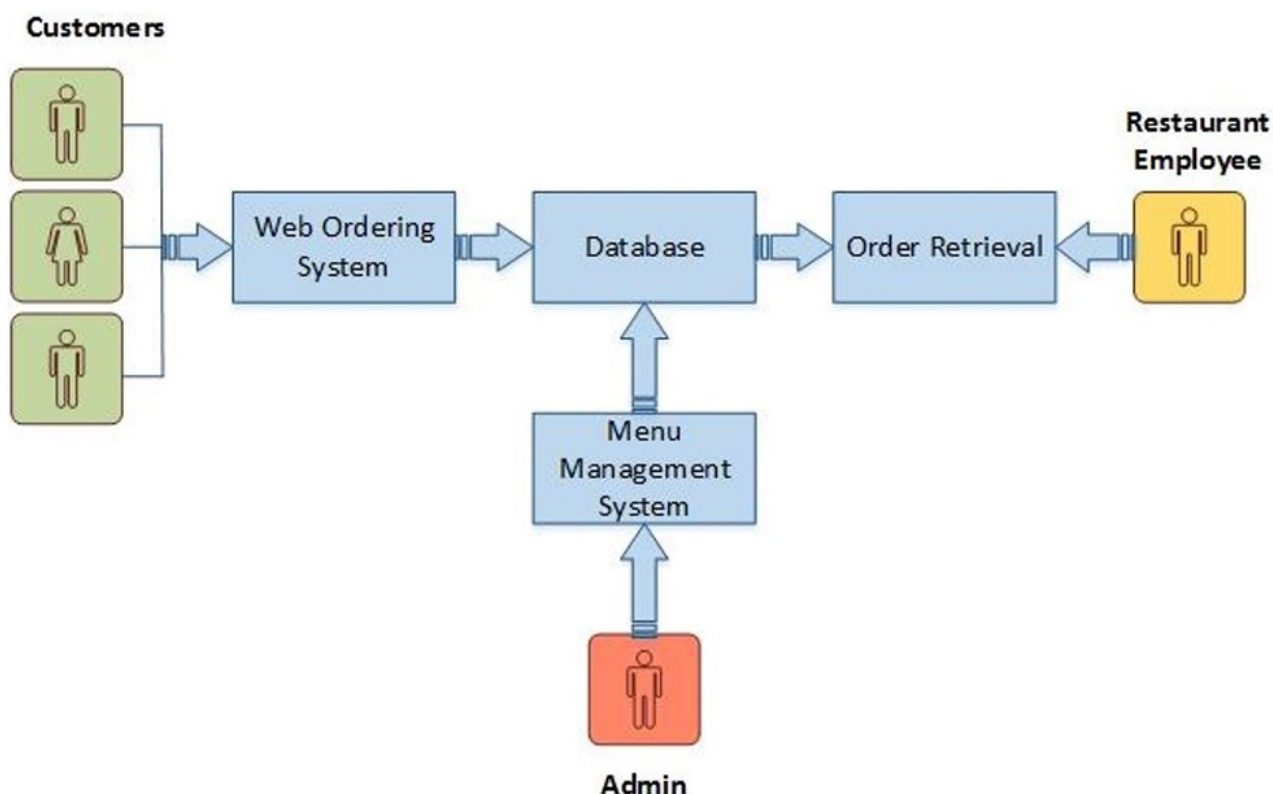 Customers
Restaurant
Employee
Web Ordering
System
Database
Order Retrieval
Menu
Management
System
Admin